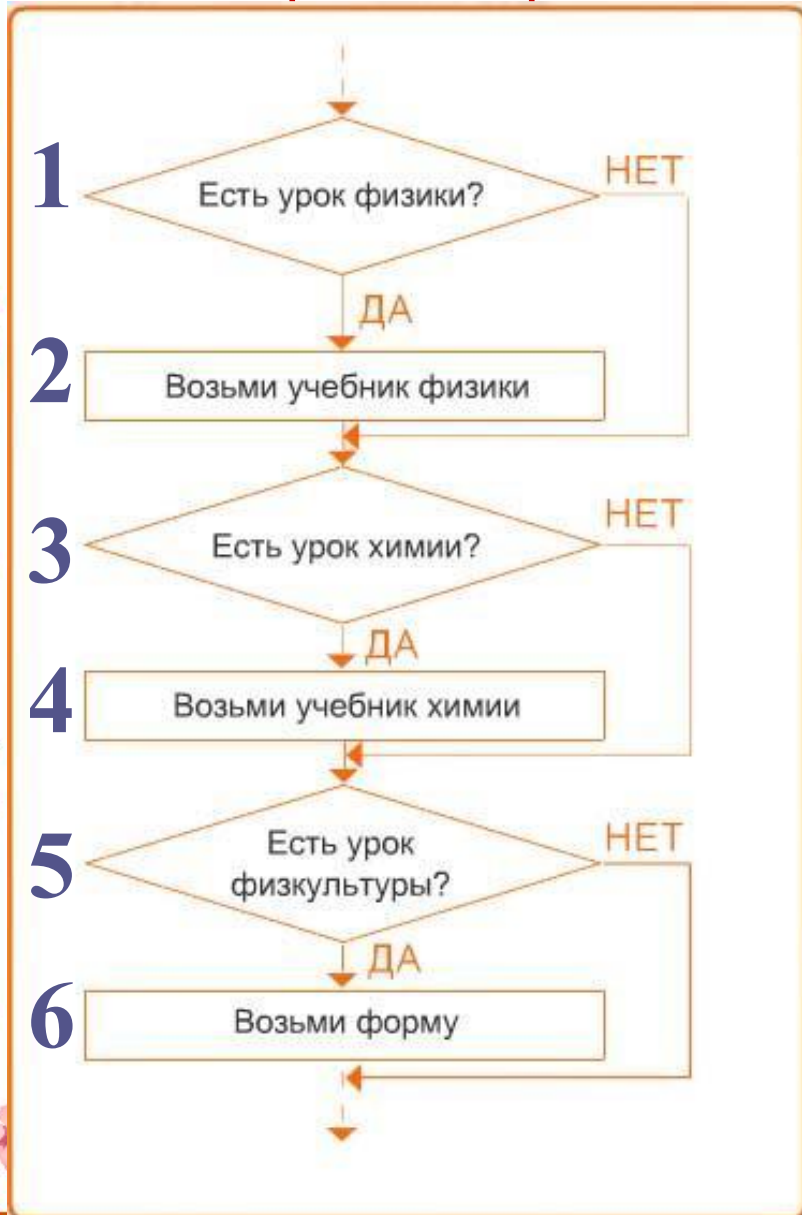 1
Есть урок физики?
НЕТ
ДА
2
Возьми учебник физики
3
Есть урок химии?
НЕТ
ДА
4
Возьми учебник химии
5
Есть урок
физкультуры?
НЕТ
ДА
6
Возьми форму